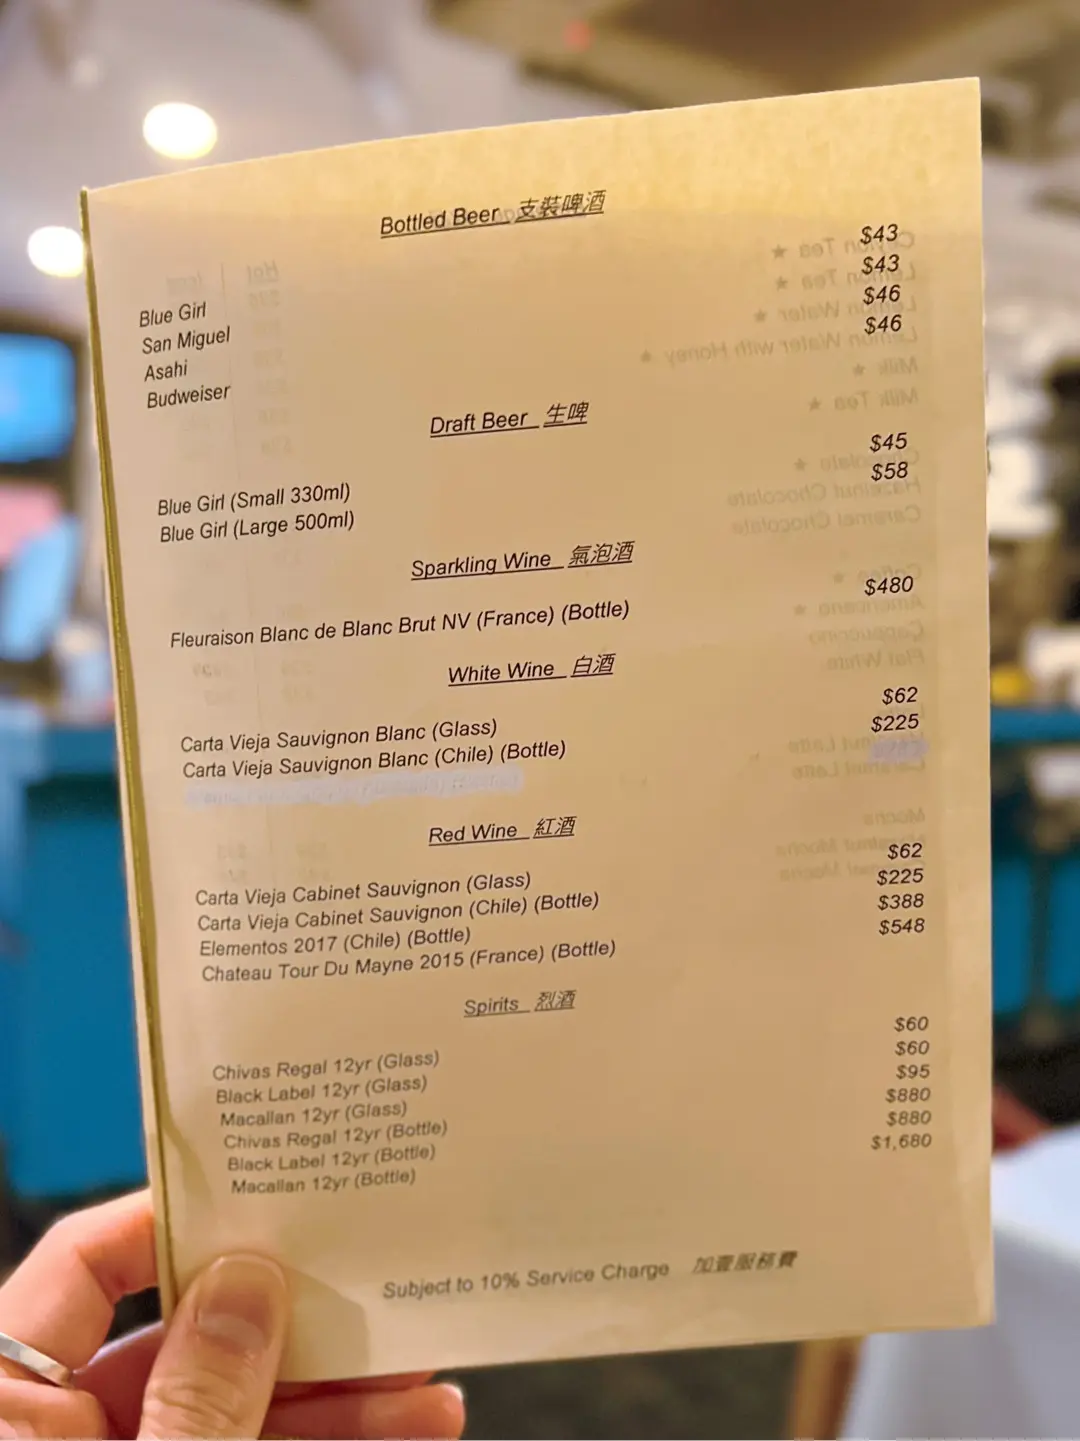 Bottled Beer 支裝啤酒
Blue Girl $43
San Miguel $43
Asahi $46
Budweiser $46
Draft Beer 生啤
Blue Girl (Small 330ml) $45
Blue Girl (Large 500ml) $58
Sparkling Wine 氣泡酒
Fleuraison Blanc de Blanc Brut NV (France) (Bottle) $480
White Wine 白酒
Carta Vieja Sauvignon Blanc (Glass) $62
Carta Vieja Sauvignon Blanc (Chile) (Bottle) $225
Red Wine 紅酒
Carta Vieja Cabinet Sauvignon (Glass) $62
Carta Vieja Cabinet Sauvignon (Chile) (Bottle) $225
Elementos 2017 (Chile) (Bottle) $388
Chateau Tour Du Mayne 2015 (France) (Bottle) $548
Spirits 烈酒
Chivas Regal 12yr (Glass) $60
Black Label 12yr (Glass) $60
Macallan 12yr (Glass) $95
Chivas Regal 12yr (Bottle) $880
Black Label 12yr (Bottle) $880
Macallan 12yr (Bottle) $1,680
Subject to 10% Service Charge 加壹服務費